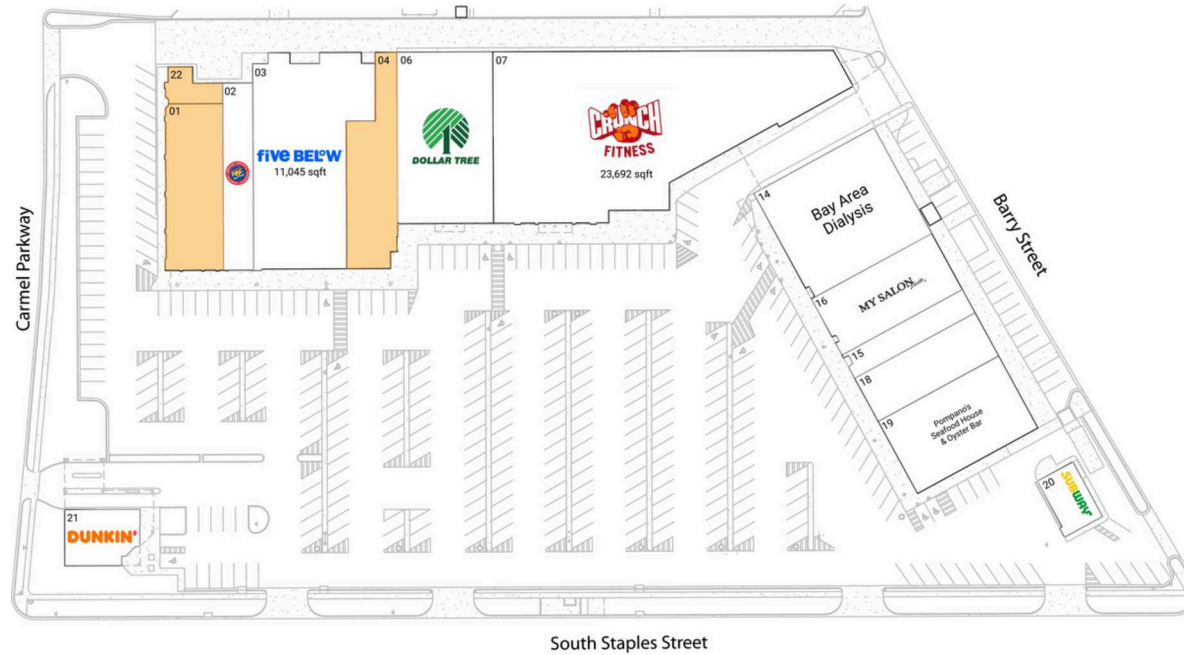 22
01
02
03
04
06
07
five BEL°W
11,045 sqft
DOLLAR TREE
CRUNCH
FITNESS
23,692 sqft
14
Bay Area
Dialysis
16
MY SALON
15
18
19
Pompano's
Seafood House
& Oyster Bar
20
SUBWAY
21
DUNKIN'
Carmel Parkway
Barry Street
South Staples Street